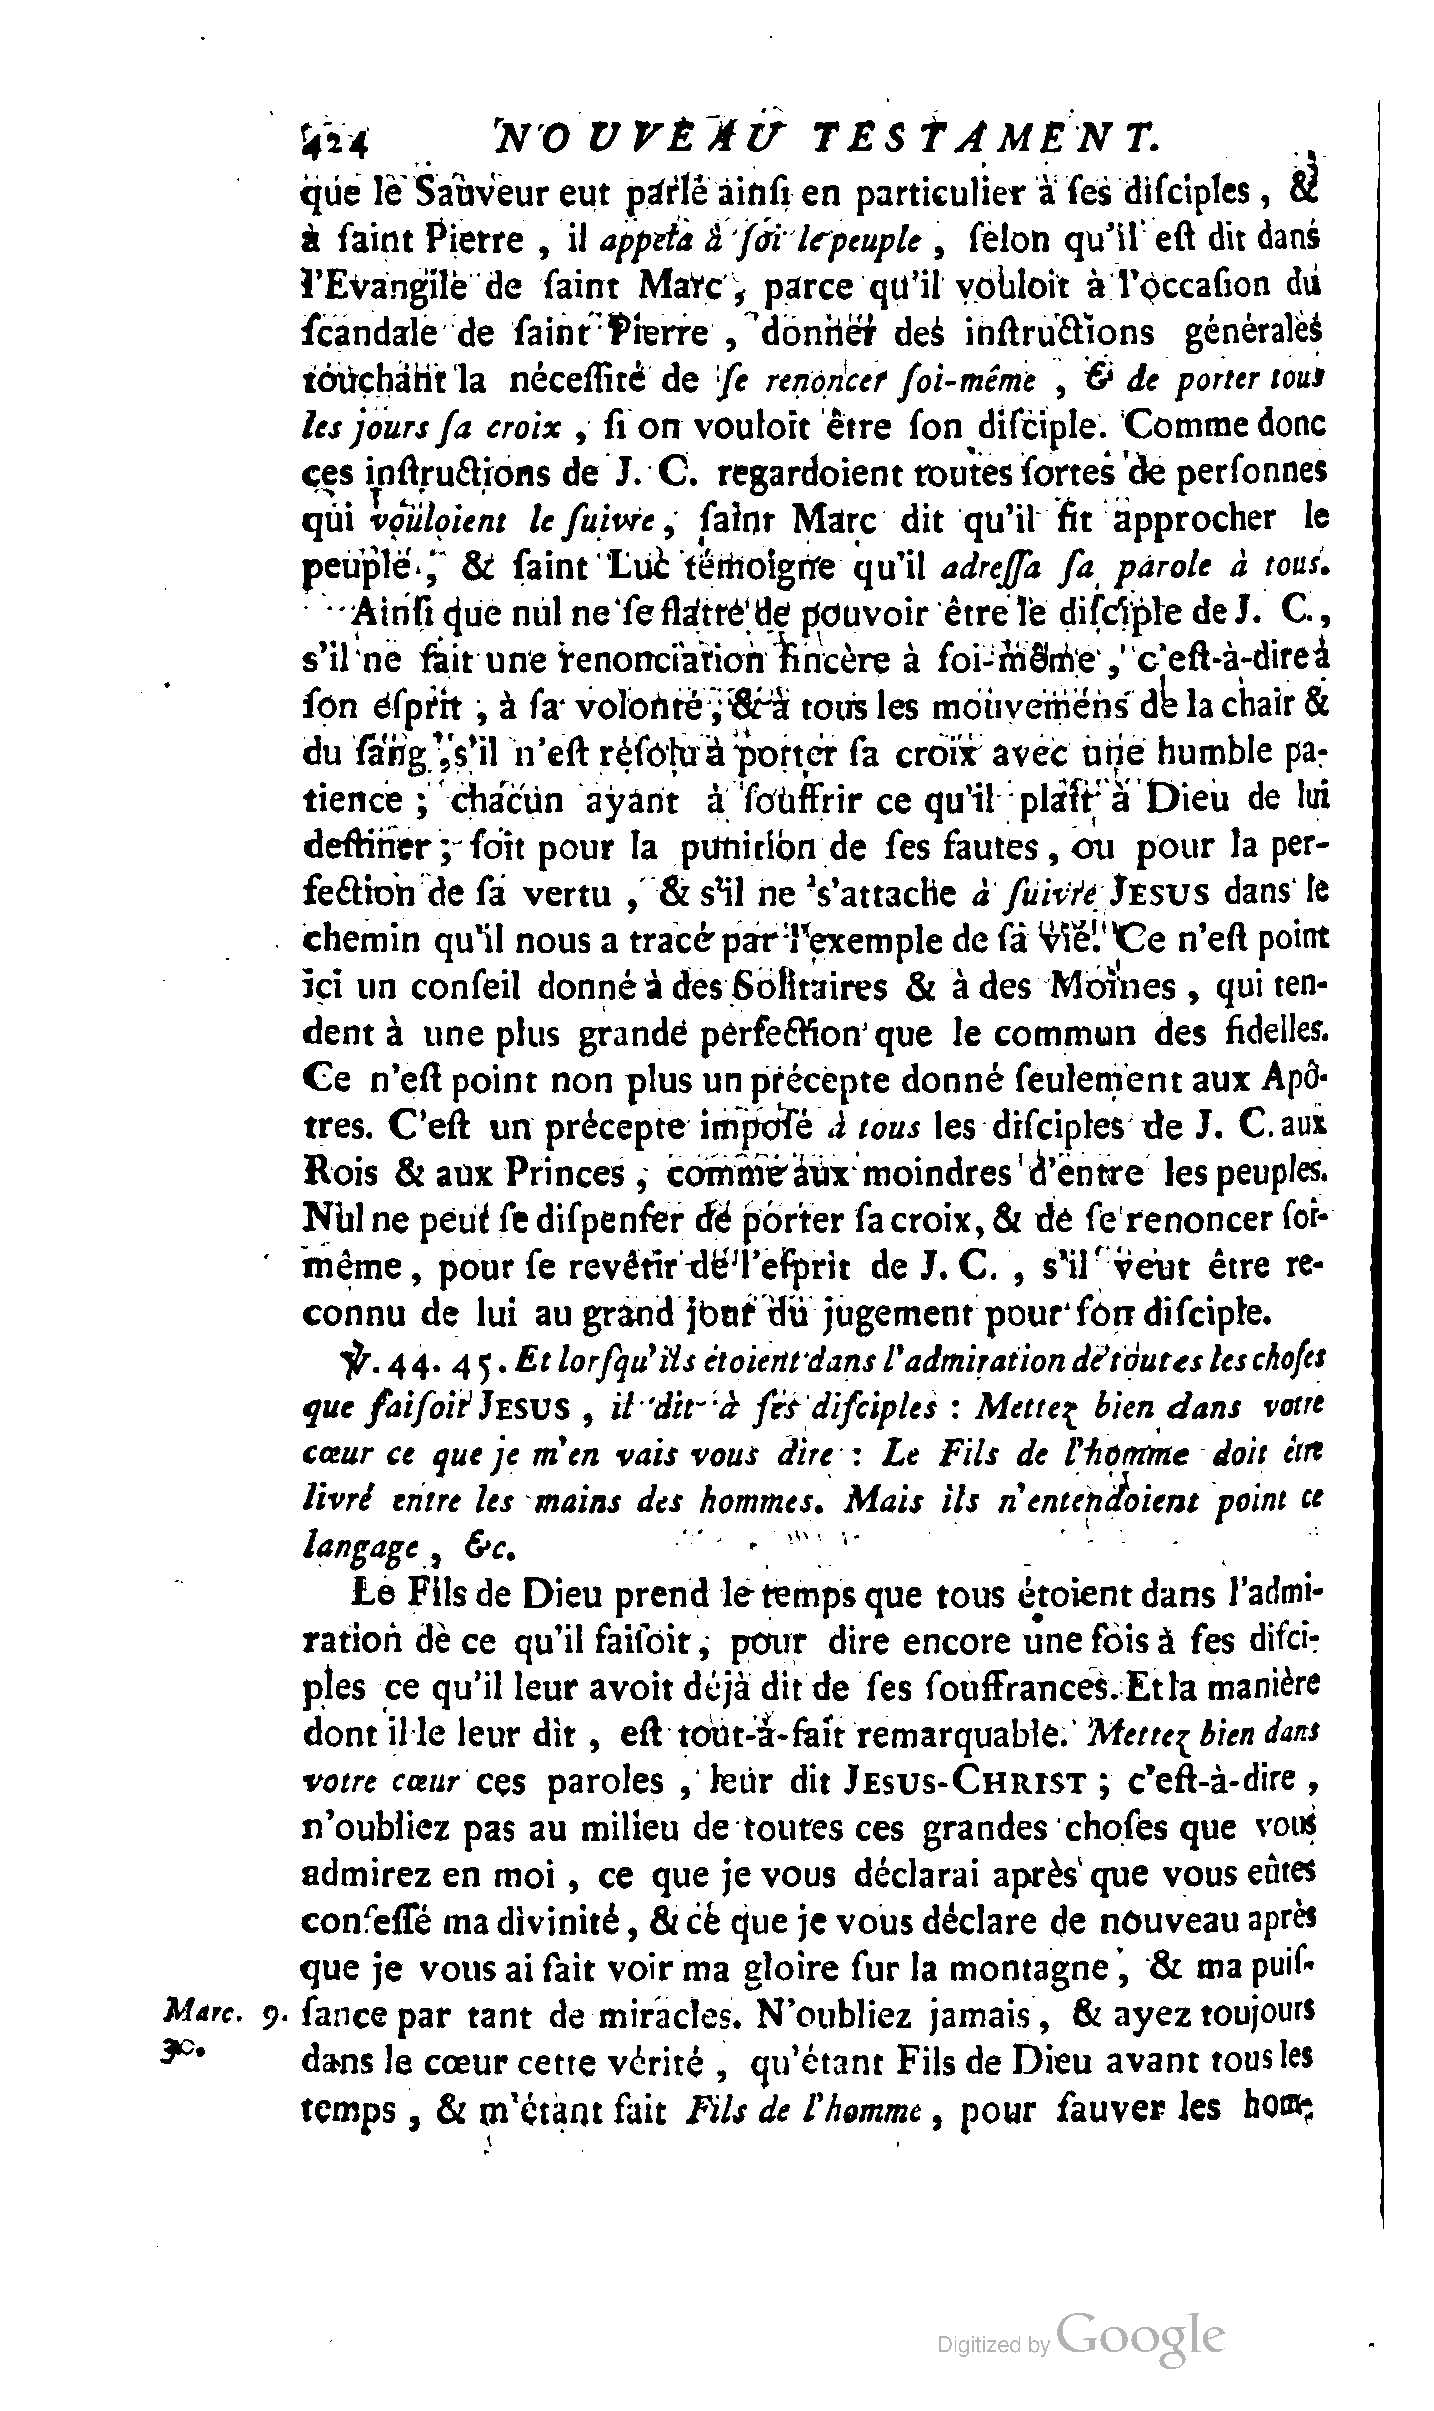 424 NOUVEAU TESTAMENT.
que le Sauveur eut parlé ainſi en particulier à ſes diſciples, &
à ſaint Pierre, il appela à ſoi le peuple, ſelon qu'il eſt dit dans
l'Evangile de ſaint Marc, parce qu'il vouloit à l'occaſion du
ſcandale de ſaint Pierre, donner des inſtructions générales
touchant la néceſſité de ſe renoncer ſoi-même, & de porter tous
les jours ſa croix, ſi on vouloit être ſon diſciple. Comme donc
ces inſtructions de J. C. regardoient toutes ſortes de perſonnes
qui vouloient le ſuivre, ſaint Marc dit qu'il fit approcher le
peuple, & ſaint Luc témoigne qu'il adreſſa ſa parole à tous.
Ainſi que nul ne ſe flatte de pouvoir être le diſciple de J. C.,
s'il ne fait une renonciation ſincère à ſoi-même, c'eſt-à-dire à
ſon eſprit, à ſa volonté, & à tous les mouvemens de la chair &
du ſang, s'il n'eſt réſolu à porter ſa croix avec une humble pa-
tience; chacun ayant à ſouffrir ce qu'il plaît à Dieu de lui
deſtiner; ſoit pour la punition de ſes fautes, ou pour la per-
fection de ſa vertu, & s'il ne s'attache à ſuivre JESUS dans le
chemin qu'il nous a tracé par l'exemple de ſa vie. Ce n'eſt point
ici un conſeil donné à des Solitaires & à des Moines, qui ten-
dent à une plus grande perfection que le commun des fidelles.
Ce n'eſt point non plus un précepte donné ſeulement aux Apô-
tres. C'eſt un précepte impoſé à tous les diſciples de J. C. aux
Rois & aux Princes, comme aux moindres d'entre les peuples.
Nul ne peut ſe diſpenſer de porter ſa croix, & de ſe renoncer ſoi-
même, pour ſe revêtir de l'eſprit de J. C., s'il veut être re-
connu de lui au grand jour du jugement pour ſon diſciple.
℣. 44. 45. Et lorſqu'ils étoient dans l'admiration de toutes les choſes
que faiſoit JESUS, il dit à ſes diſciples : Mettez bien dans votre
cœur ce que je m'en vais vous dire : Le Fils de l'homme doit être
livré entre les mains des hommes. Mais ils n'entendoient point ce
langage, &c.
Le Fils de Dieu prend le temps que tous étoient dans l'admi-
ration de ce qu'il faiſoit, pour dire encore une fois à ſes diſci-
ples ce qu'il leur avoit déjà dit de ſes ſouffrances. Et la manière
dont il le leur dit, eſt tout-à-fait remarquable. Mettez bien dans
votre cœur ces paroles, leur dit JESUS-CHRIST; c'eſt-à-dire,
n'oubliez pas au milieu de toutes ces grandes choſes que vous
admirez en moi, ce que je vous déclarai après que vous eûtes
confeſſé ma divinité, & ce que je vous déclare de nouveau après
que je vous ai fait voir ma gloire ſur la montagne, & ma puiſ-
Marc. 9. ſance par tant de miracles. N'oubliez jamais, & ayez toujours
30. dans le cœur cette vérité, qu'étant Fils de Dieu avant tous les
temps, & m'étant fait Fils de l'homme, pour ſauver les hom-
Digitized by Google